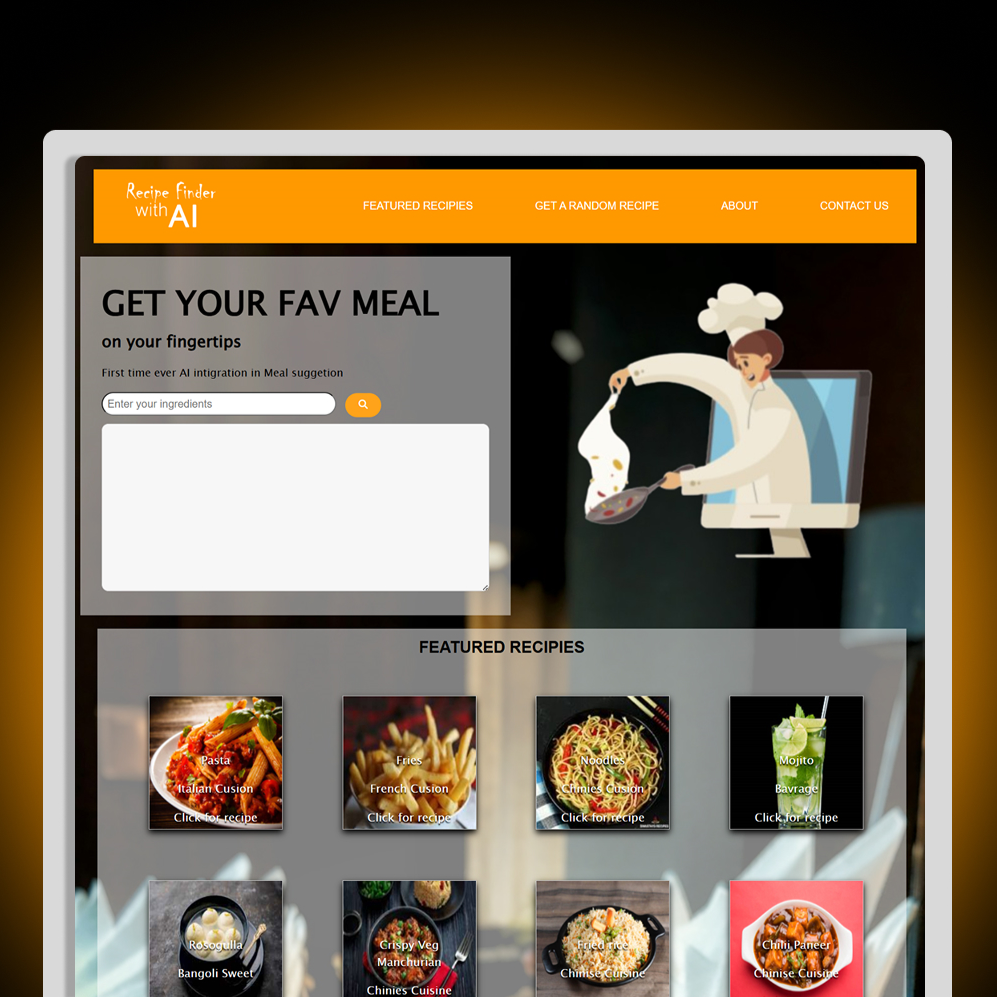 Recipe Finder
with AI
FEATURED RECIPIES
GET A RANDOM RECIPE
ABOUT
CONTACT US
GET YOUR FAV MEAL
on your fingertips
First time ever AI intigration in Meal suggetion
Enter your ingredients
FEATURED RECIPIES
Pasta
Italian Cusion
Click for recipe
Fries
French Cusion
Click for recipe
Noodles
Chinies Cusion
Click for recipe
Mojito
Bavrage
Click for recipe
Rosogulla
Bangoli Sweet
Crispy Veg
Manchurian
Chinies Cuisine
Fried rice
Chinise Cuisine
Chilii Paneer
Chinise Cuisine